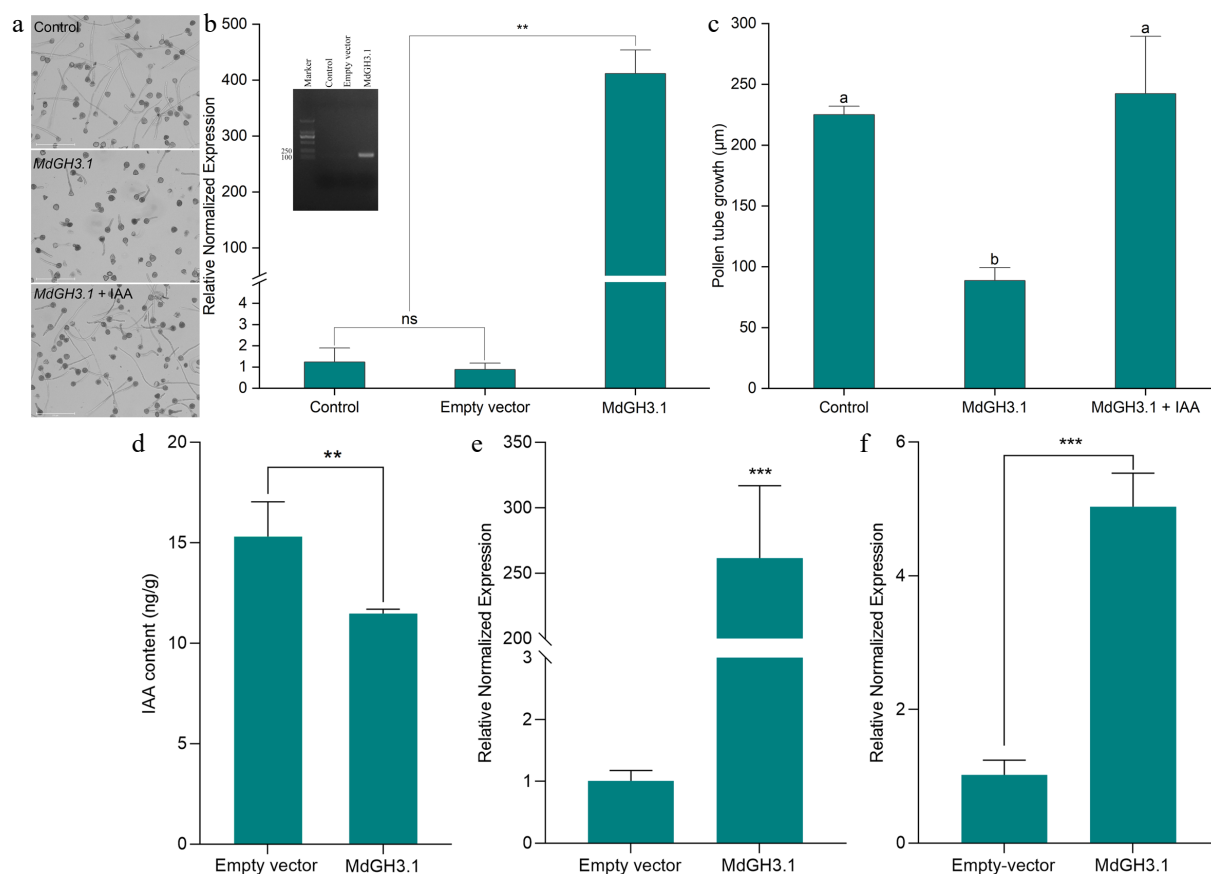 a
Control
MdGH3.1
MdGH3.1 + IAA
b
Relative Normalized Expression
500
400
300
200
100
4
3
2
1
0
**
ns
Marker
Control
Empty vector
MdGH3.1
250
100
Control
Empty vector
MdGH3.1
c
Pollen tube growth (μm)
300
250
200
150
100
50
0
a
b
a
Control
MdGH3.1
MdGH3.1 + IAA
d
IAA content (ng/g)
20
15
10
5
0
**
Empty vector
MdGH3.1
e
Relative Normalized Expression
350
300
250
200
3
2
1
0
***
Empty vector
MdGH3.1
f
Relative Normalized Expression
6
4
2
0
***
Empty-vector
MdGH3.1